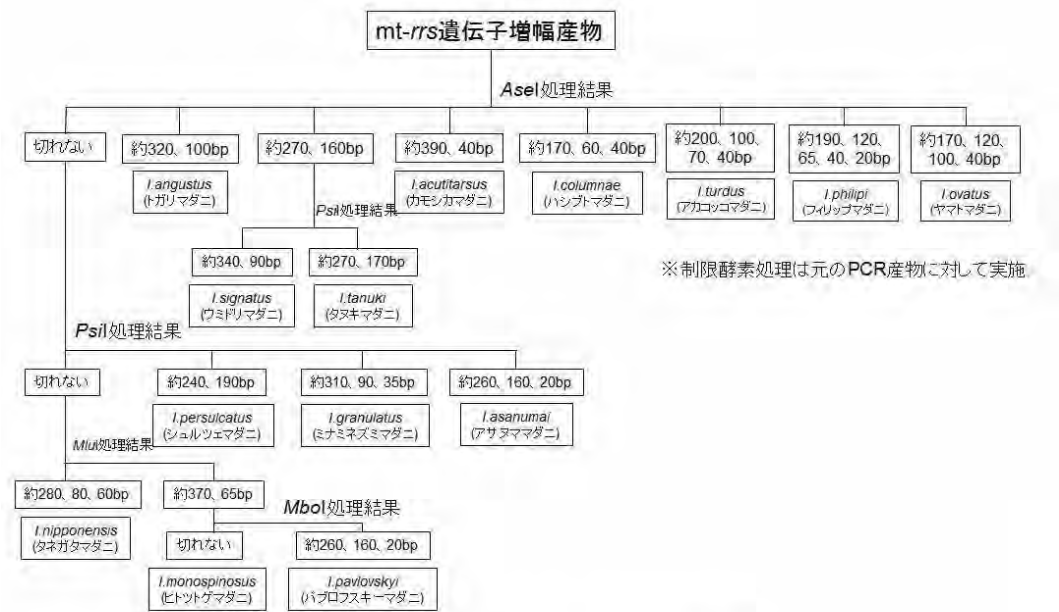 mt-rrs遺伝子増幅産物
AseI処理結果
切れない
約320、100bp
約270、160bp
約390、40bp
約170、60、40bp
約200、100、
70、40bp
約190、120、
65、40、20bp
約170、120、
100、40bp
I.angustus
(トガリマダニ)
I.acutitarsus
(カモシカマダニ)
I.columnae
(ハシブトマダニ)
I.turdus
(アカコッコマダニ)
I.philipi
(フィリップマダニ)
I.ovatus
(ヤマトマダニ)
PsiI処理結果
約340、90bp
約270、170bp
I.signatus
(ウミドリマダニ)
I.tanuki
(タヌキマダニ)
※制限酵素処理は元のPCR産物に対して実施
PsiI処理結果
切れない
約240、190bp
約310、90、35bp
約260、160、20bp
I.persulcatus
(シュルツェマダニ)
I.granulatus
(ミナミネズミマダニ)
I.asanumai
(アサヌママダニ)
MluI処理結果
約280、80、60bp
約370、65bp
I.nipponensis
(タネガタマダニ)
MboI処理結果
切れない
約260、160、20bp
I.monospinosus
(ヒトツトゲマダニ)
I.pavlovskyi
(パブロフスキーマダニ)